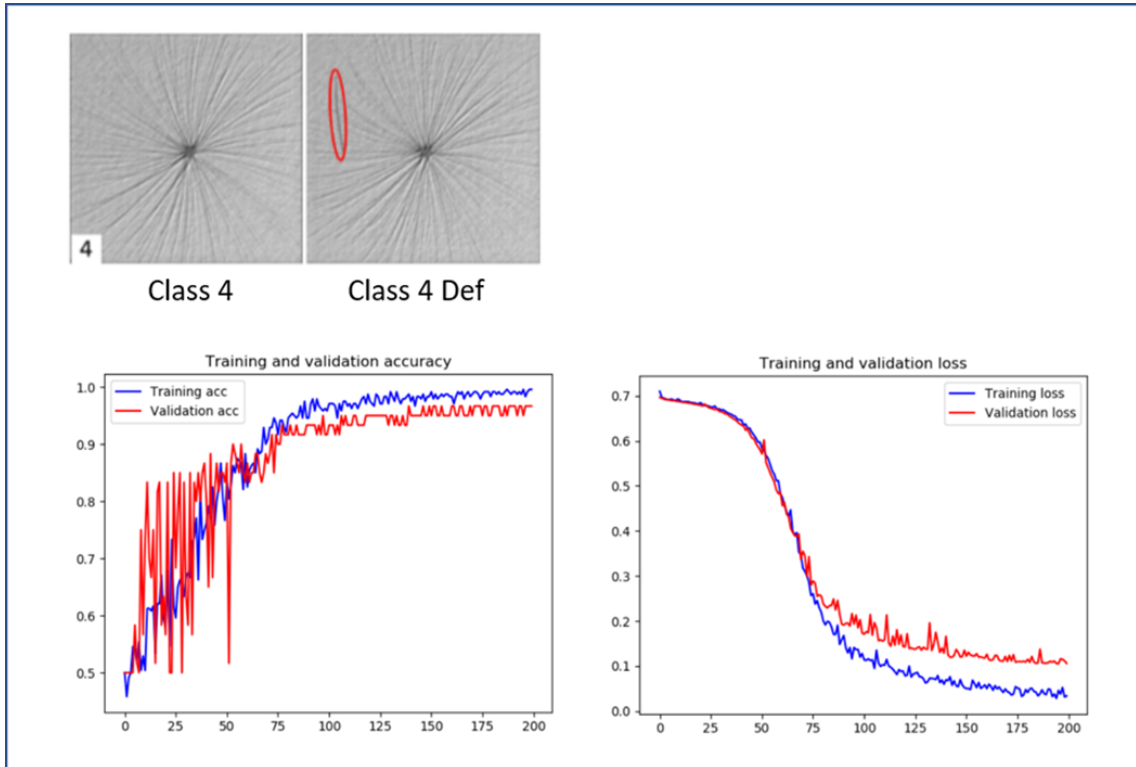 4
Class 4
Class 4 Def
Training and validation accuracy
1.0
0.9
0.8
0.7
0.6
0.5
Training acc
Validation acc
0 25 50 75 100 125 150 175 200
Training and validation loss
0.7
0.6
0.5
0.4
0.3
0.2
0.1
0.0
Training loss
Validation loss
0 25 50 75 100 125 150 175 200